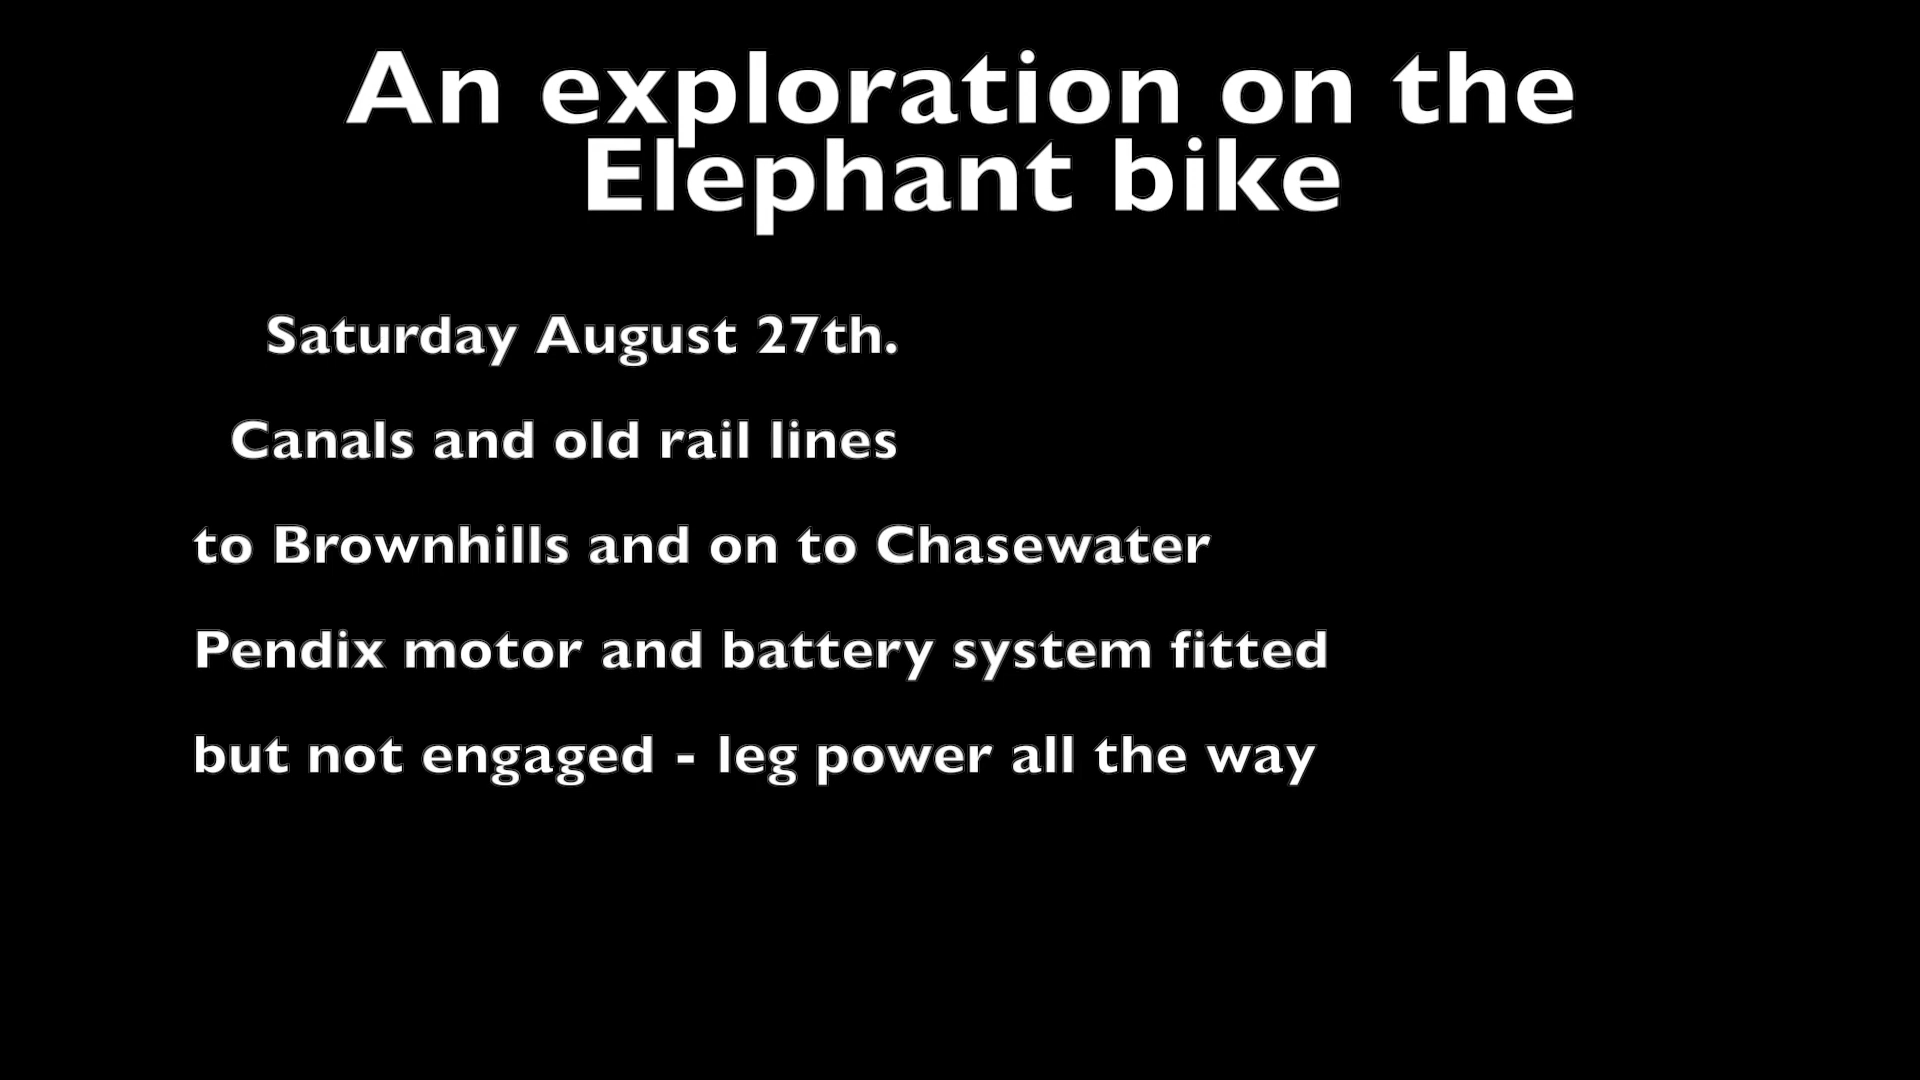 An exploration on the
Elephant bike
Saturday August 27th.
Canals and old rail lines
to Brownhills and on to Chasewater
Pendix motor and battery system fitted
but not engaged - leg power all the way